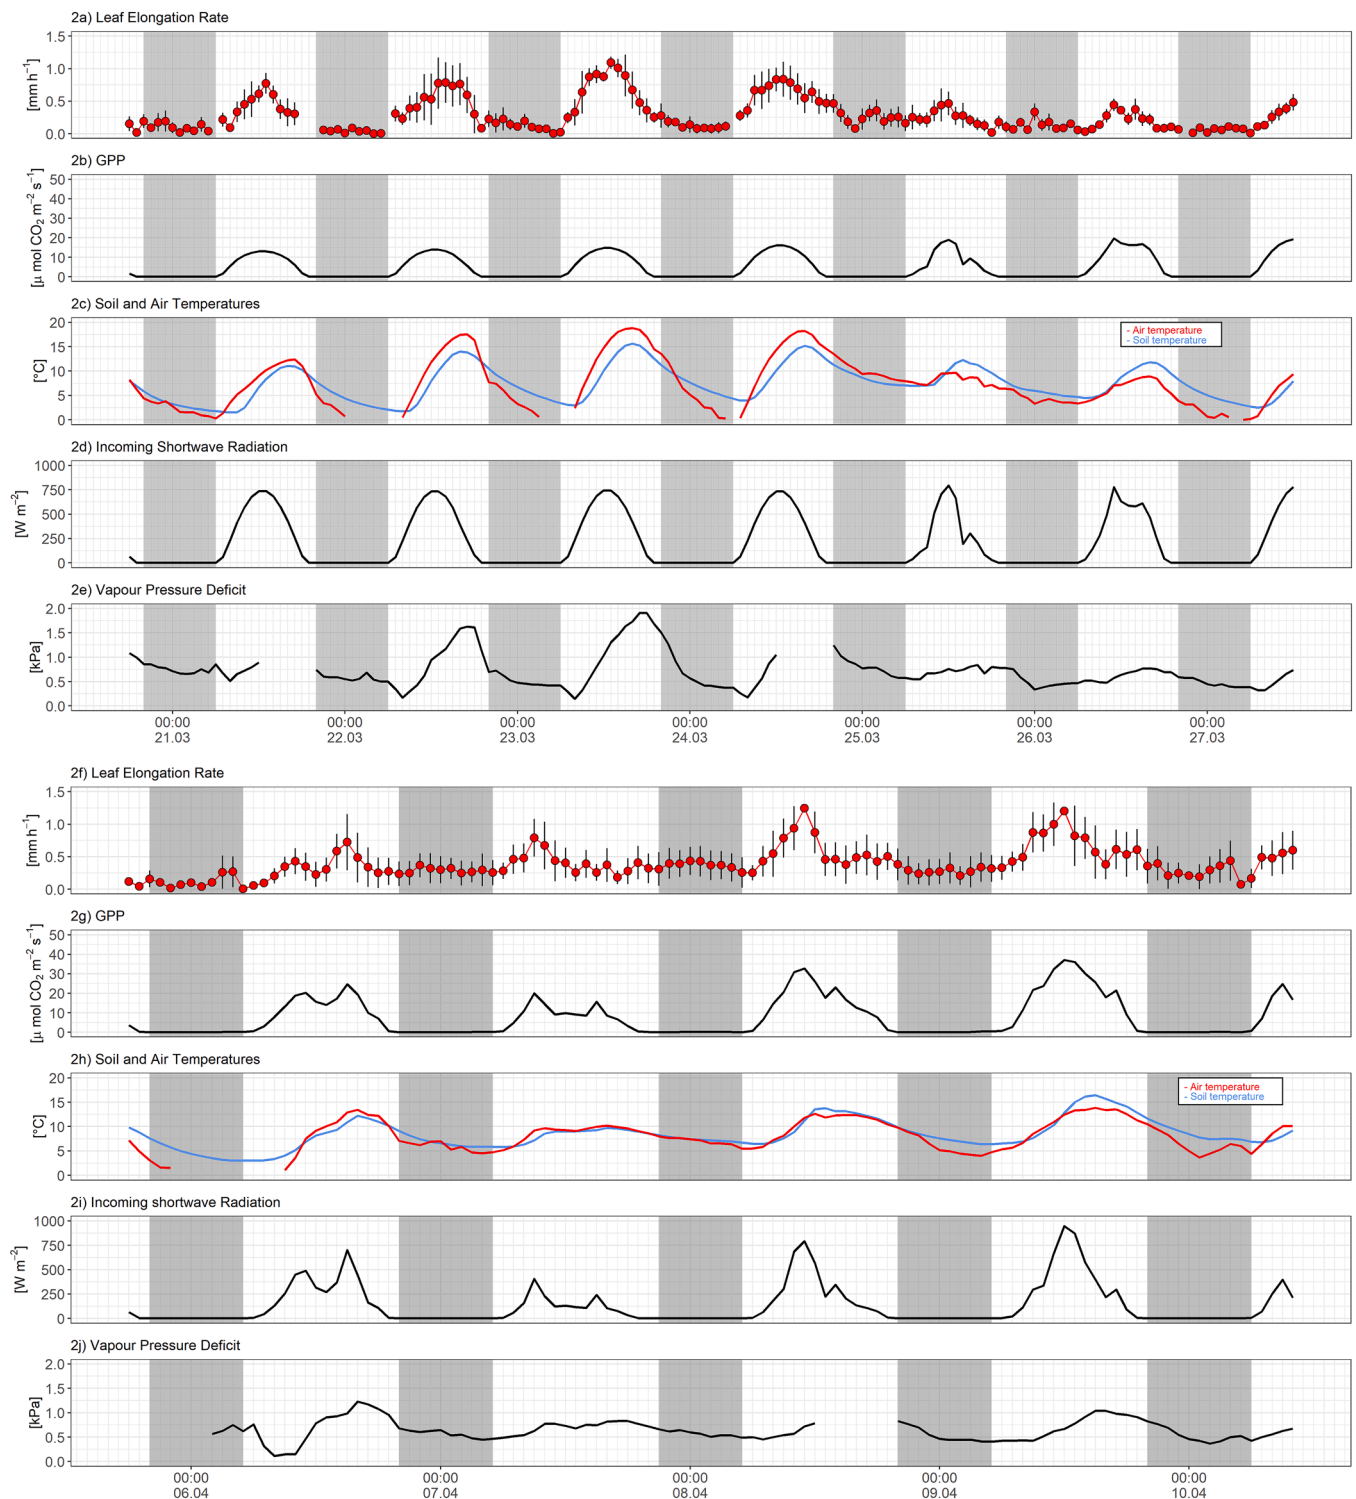 2a) Leaf Elongation Rate
1.5
1.0
0.5
0.0
[mm h⁻¹]
2b) GPP
50
40
30
20
10
0
[μ mol CO₂ m⁻² s⁻¹]
2c) Soil and Air Temperatures
20
15
10
5
0
[°C]
- Air temperature
- Soil temperature
2d) Incoming Shortwave Radiation
1000
750
500
250
0
[W m⁻²]
2e) Vapour Pressure Deficit
2.0
1.5
1.0
0.5
0.0
[kPa]
00:00 00:00 00:00 00:00 00:00 00:00 00:00
21.03 22.03 23.03 24.03 25.03 26.03 27.03
2f) Leaf Elongation Rate
1.5
1.0
0.5
0.0
[mm h⁻¹]
2g) GPP
50
40
30
20
10
0
[μ mol CO₂ m⁻² s⁻¹]
2h) Soil and Air Temperatures
20
15
10
5
0
[°C]
- Air temperature
- Soil temperature
2i) Incoming shortwave Radiation
1000
750
500
250
0
[W m⁻²]
2j) Vapour Pressure Deficit
2.0
1.5
1.0
0.5
0.0
[kPa]
00:00 00:00 00:00 00:00 00:00
06.04 07.04 08.04 09.04 10.04